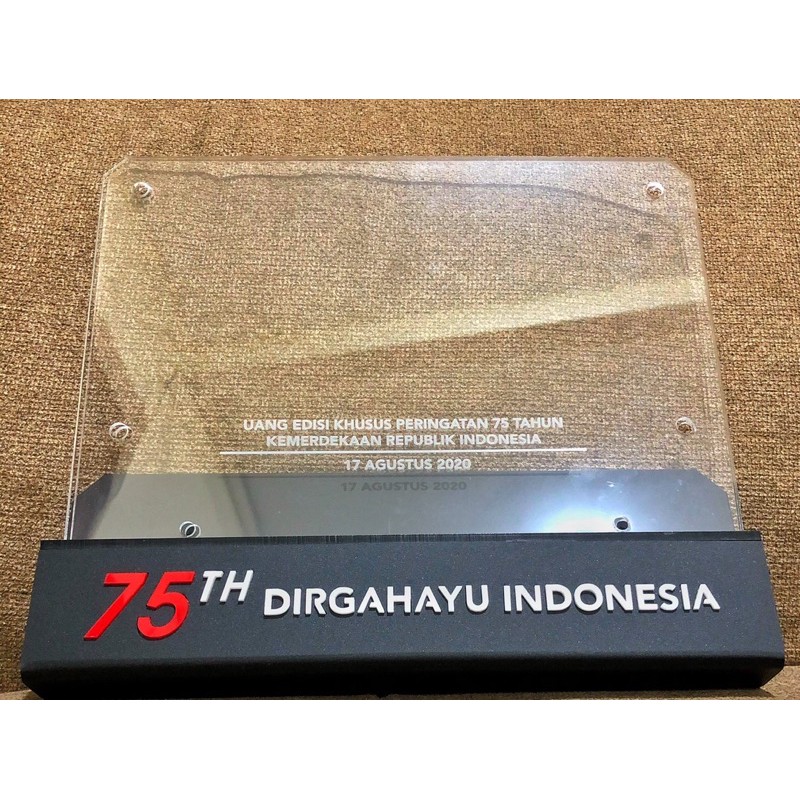 UANG EDISI KHUSUS PERINGATAN 75 TAHUN
KEMERDEKAAN REPUBLIK INDONESIA
17 AGUSTUS 2020
17 AGUSTUS 2020
75TH DIRGAHAYU INDONESIA